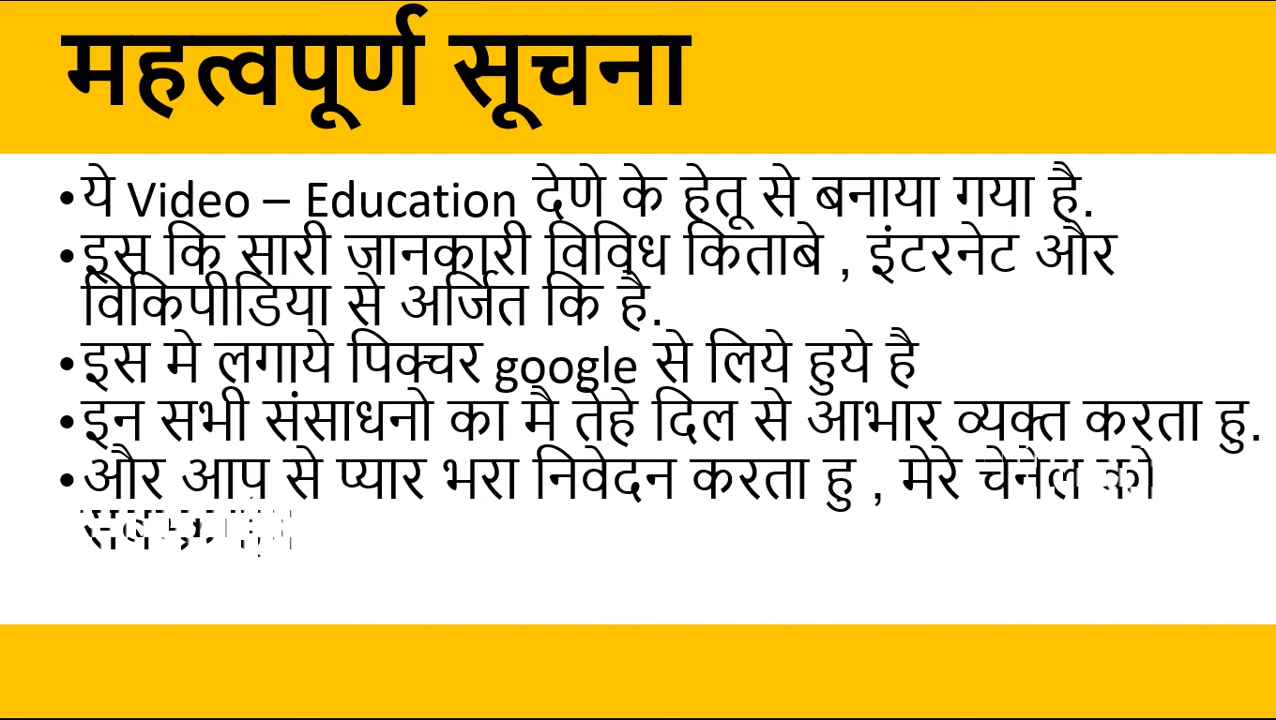 महत्वपूर्ण सूचना
•ये Video – Education देणे के हेतू से बनाया गया है.
•इस कि सारी जानकारी विविध किताबे , इंटरनेट और
विकिपीडिया से अर्जित कि है.
•इस मे लगाये पिक्चर google से लिये हुये है
•इन सभी संसाधनो का मै तेहे दिल से आभार व्यक्त करता हु.
•और आप से प्यार भरा निवेदन करता हु , मेरे चेनेल को